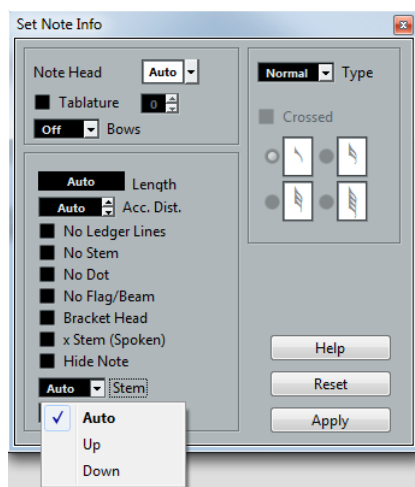 Set Note Info
Note Head Auto
Tablature 0
Off Bows
Normal Type
Crossed
Auto Length
Auto Acc. Dist.
No Ledger Lines
No Stem
No Dot
No Flag/Beam
Bracket Head
x Stem (Spoken)
Hide Note
Auto Stem
Auto
Up
Down
Help
Reset
Apply